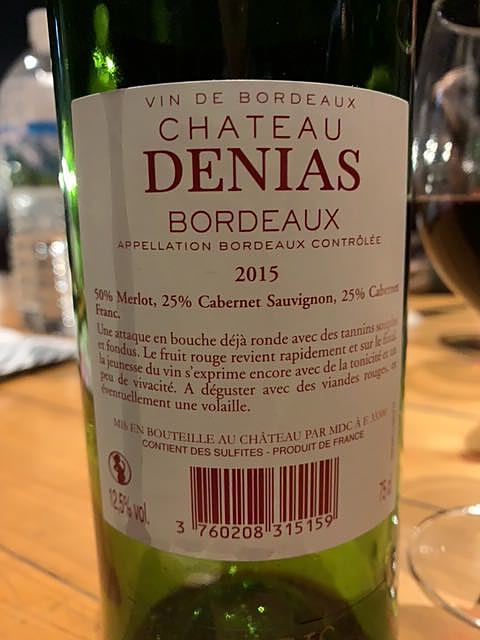 VIN DE BORDEAUX
CHATEAU
DENIAS
BORDEAUX
APPELLATION BORDEAUX CONTRÔLÉE
2015
50% Merlot, 25% Cabernet Sauvignon, 25% Cabernet
Franc.
Une attaque en bouche déjà ronde avec des tannins souples
et fondus. Le fruit rouge revient rapidement et sur le final,
la jeunesse du vin s'exprime encore avec de la tonicité et un
peu de vivacité. A déguster avec des viandes rouges, et
éventuellement une volaille.
MIS EN BOUTEILLE AU CHÂTEAU PAR MDC À F.
CONTIENT DES SULFITES - PRODUIT DE FRANCE
12,5% vol.
75 cl
3 760208 315159